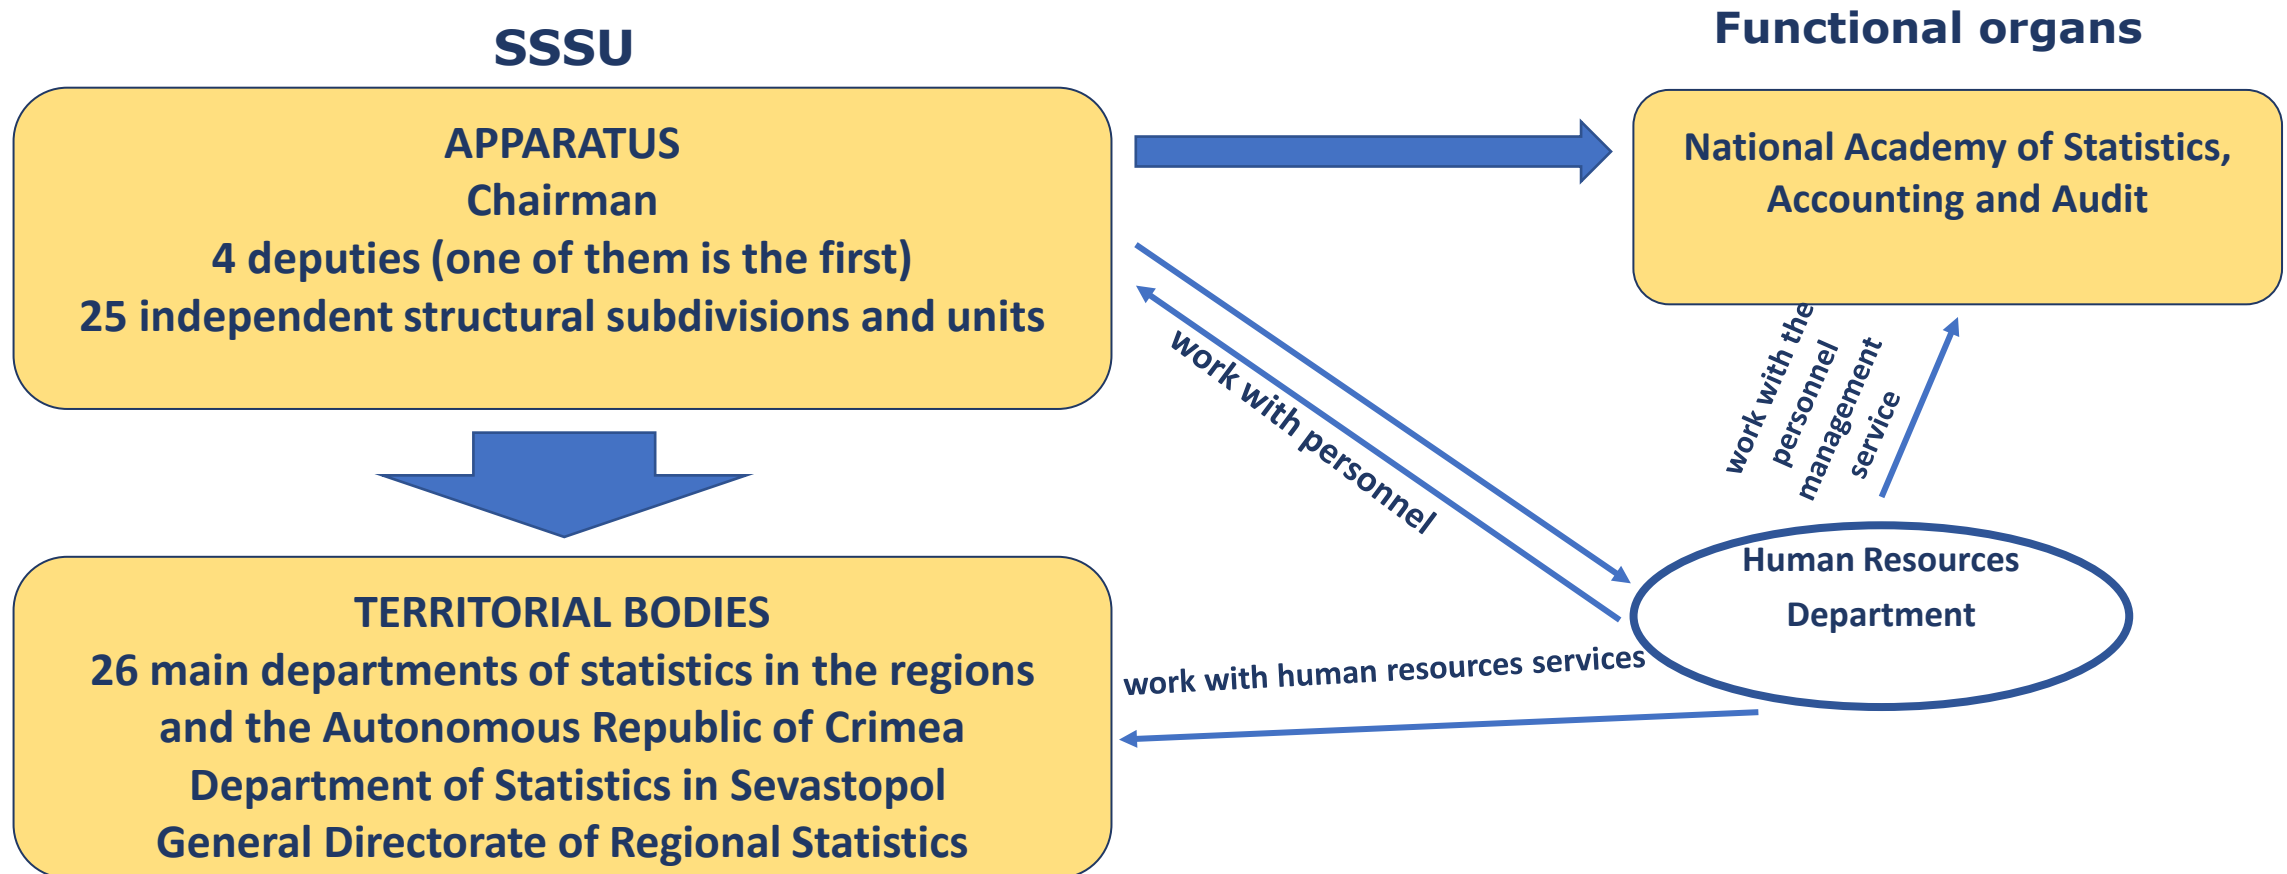 SSSU
APPARATUS
Chairman
4 deputies (one of them is the first)
25 independent structural subdivisions and units
Functional organs
National Academy of Statistics,
Accounting and Audit
work with personnel
work with the
personnel
management
service
Human Resources
Department
work with human resources services
TERRITORIAL BODIES
26 main departments of statistics in the regions
and the Autonomous Republic of Crimea
Department of Statistics in Sevastopol
General Directorate of Regional Statistics